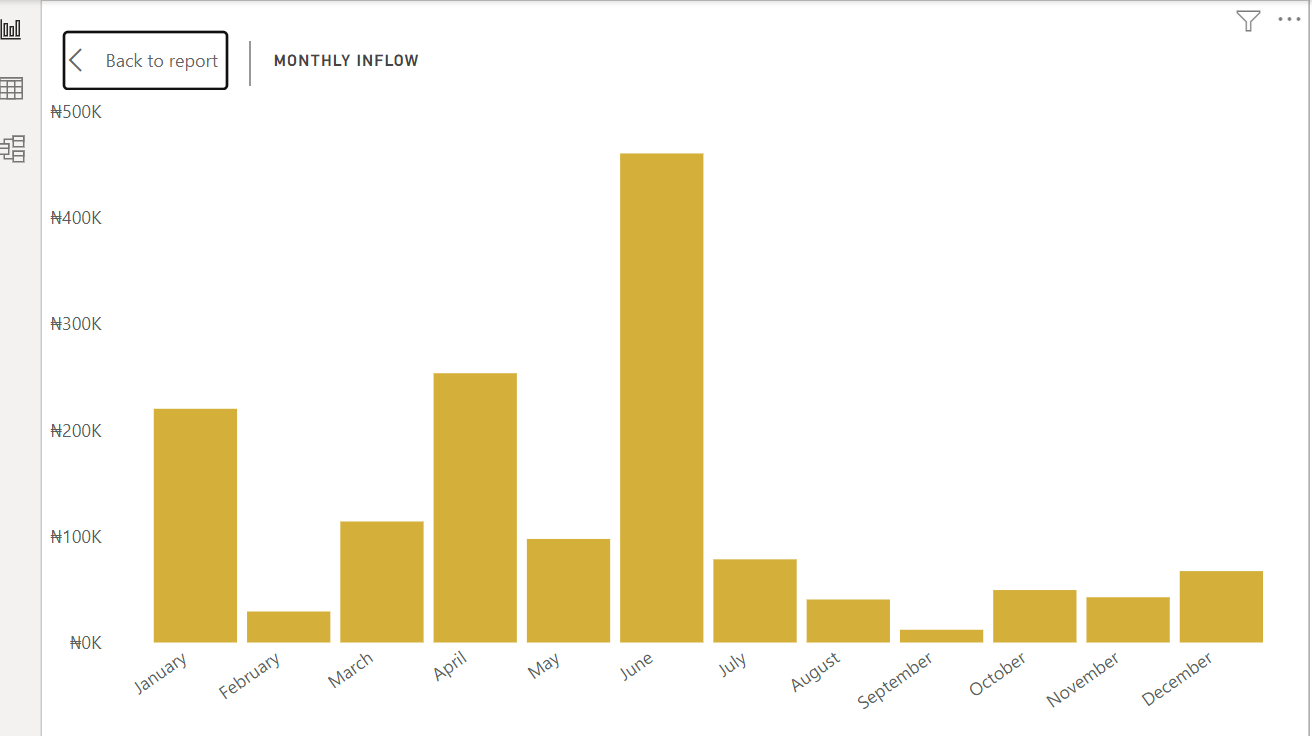 Back to report
MONTHLY INFLOW
₦500K
₦400K
₦300K
₦200K
₦100K
₦0K
January
February
March
April
May
June
July
August
September
October
November
December